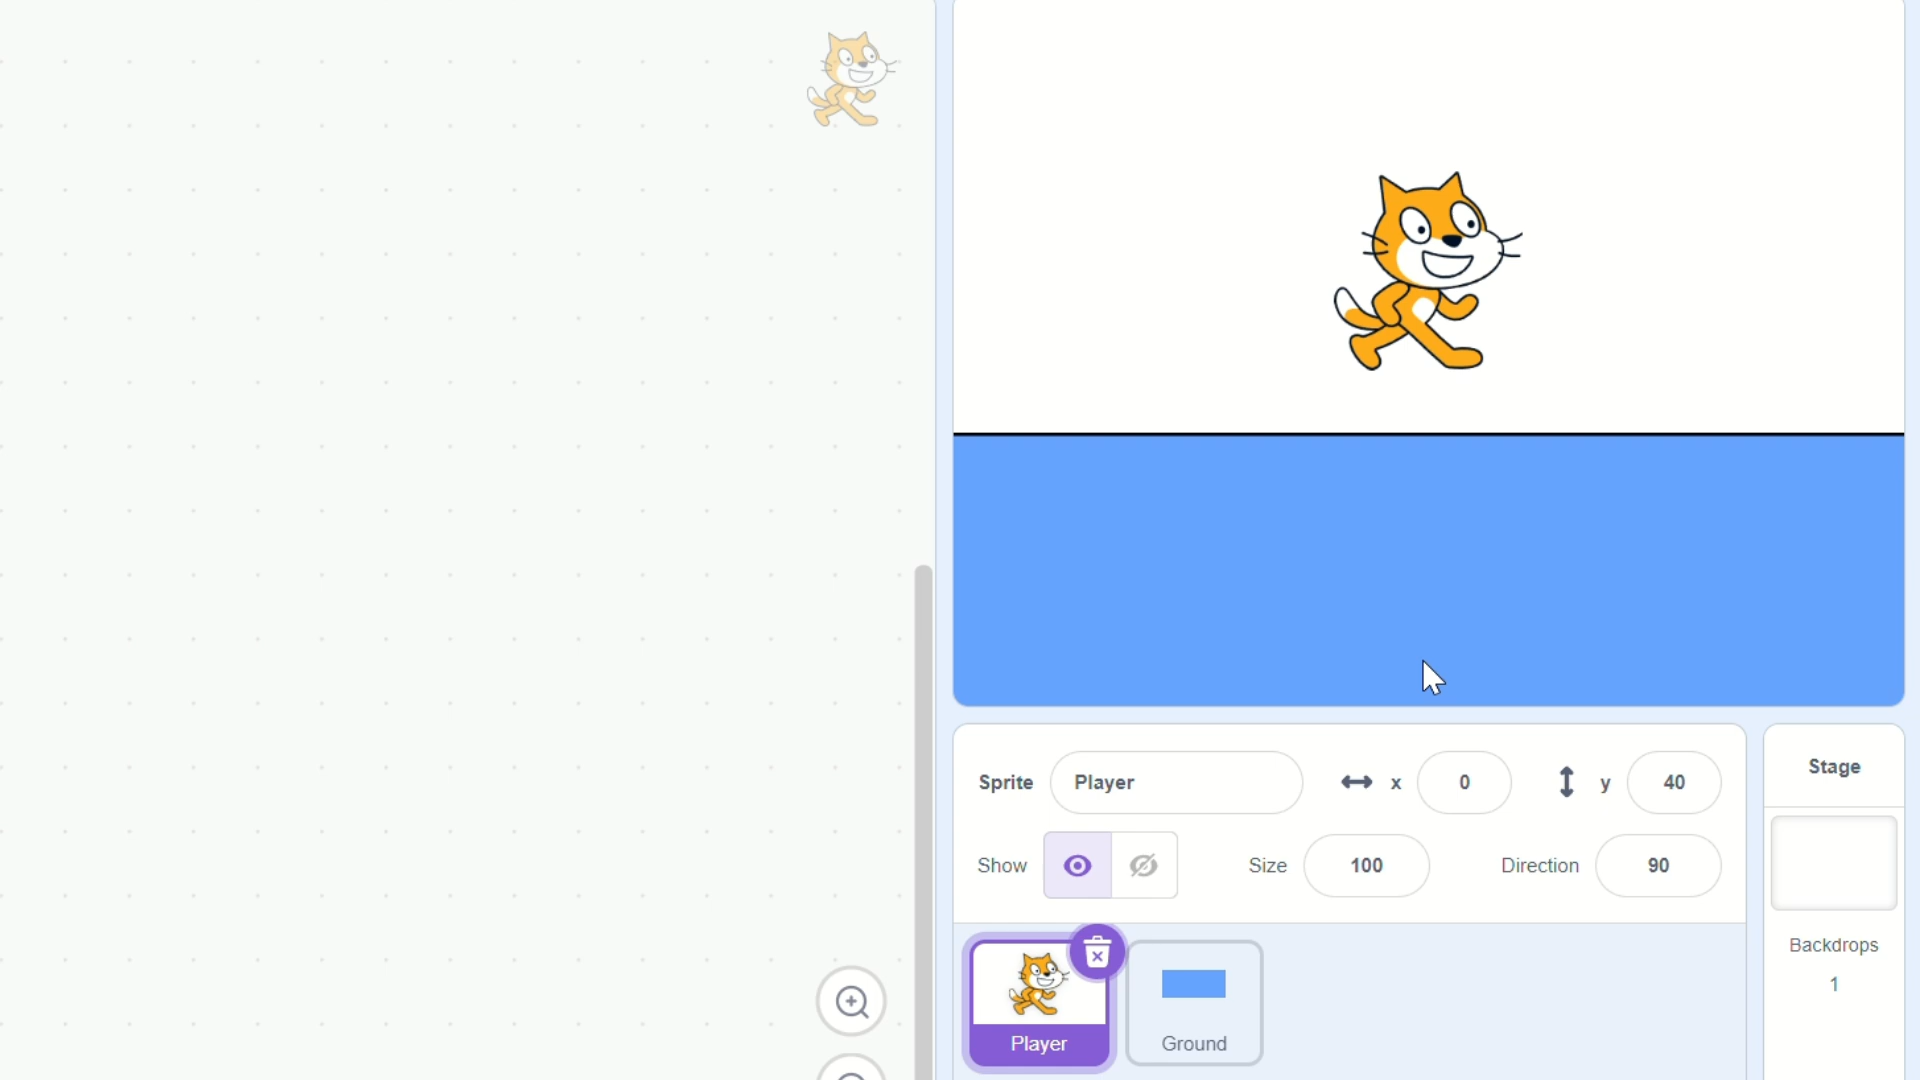 Sprite Player x 0 y 40
Show Size 100 Direction 90
Stage
Backdrops
1
Player
Ground